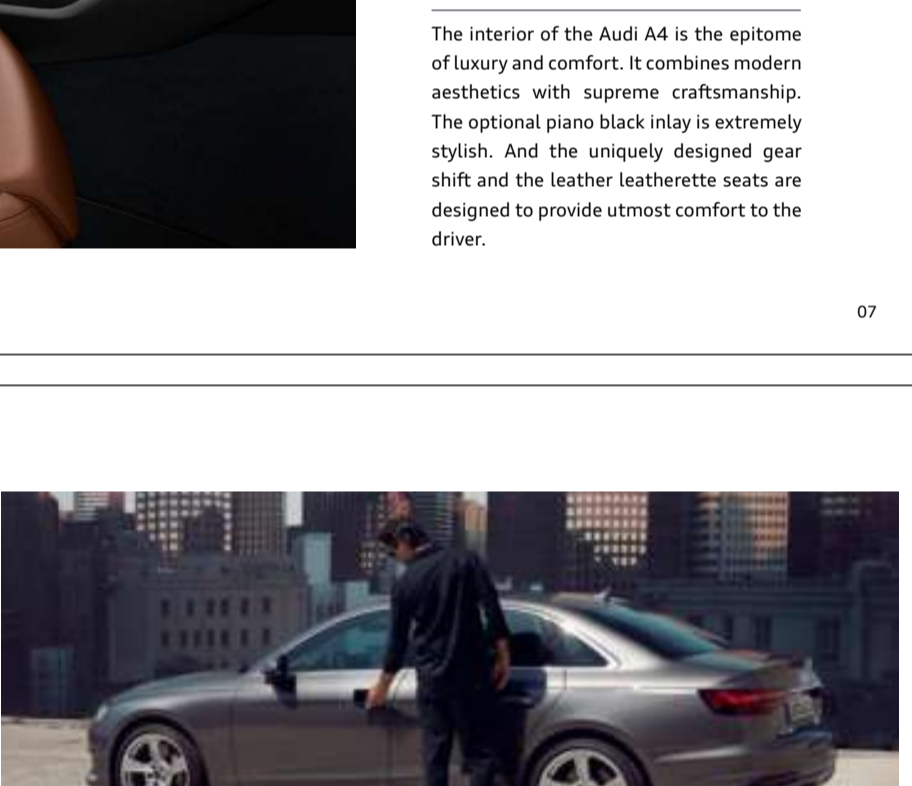 The interior of the Audi A4 is the epitome
of luxury and comfort. It combines modern
aesthetics with supreme craftsmanship.
The optional piano black inlay is extremely
stylish. And the uniquely designed gear
shift and the leather leatherette seats are
designed to provide utmost comfort to the
driver.
07